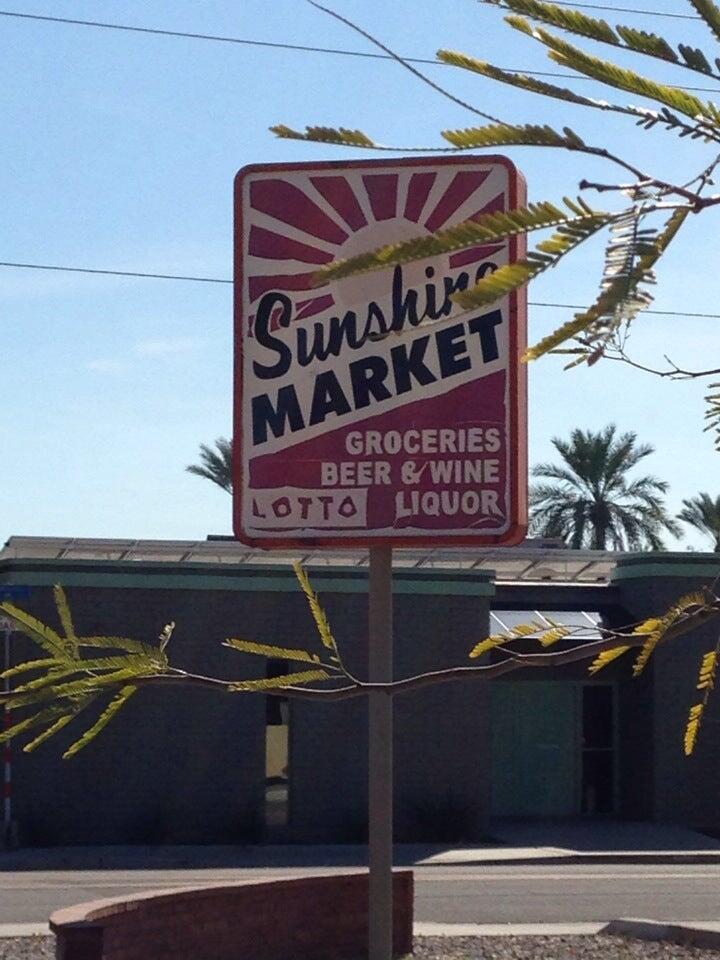 Sunshine
MARKET
GROCERIES
BEER & WINE
LOTTO LIQUOR